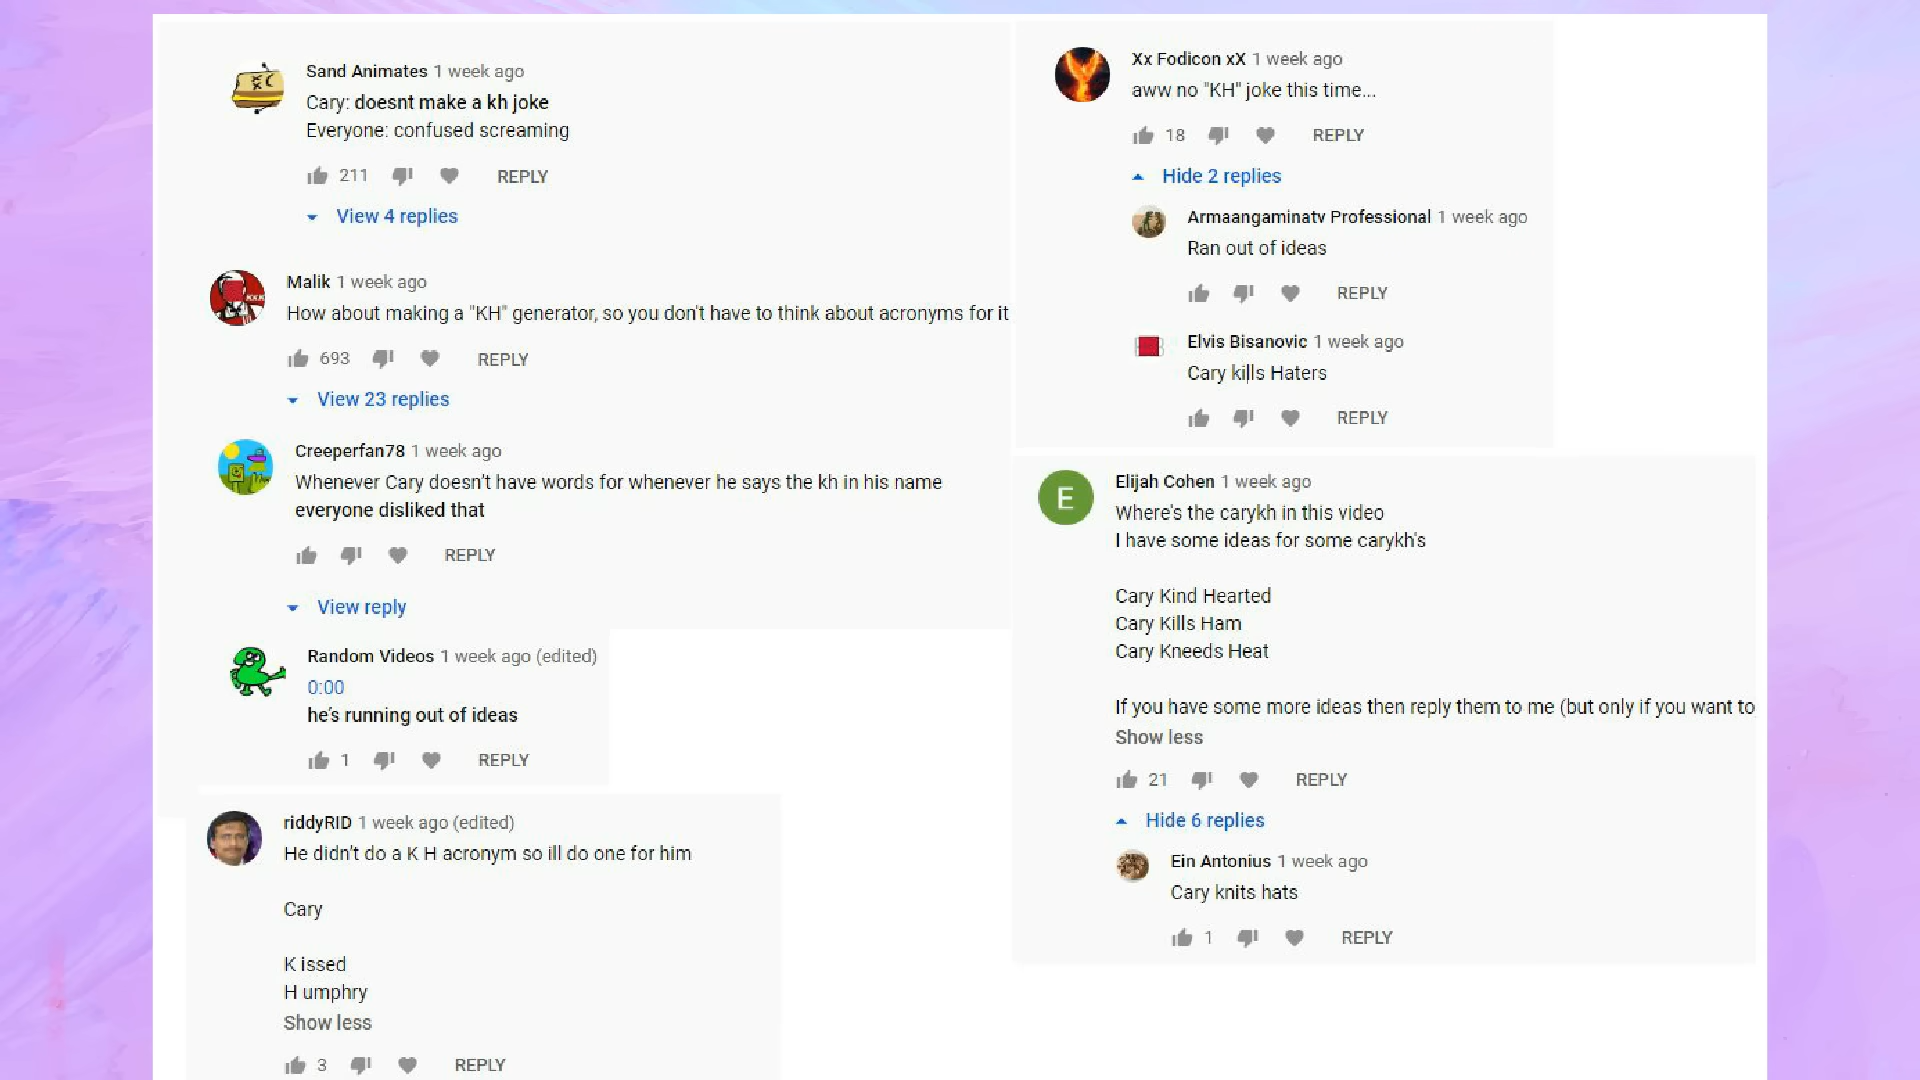 Sand Animates 1 week ago
Cary: doesnt make a kh joke
Everyone: confused screaming
211 REPLY
View 4 replies
Malik 1 week ago
How about making a "KH" generator, so you don't have to think about acronyms for it
693 REPLY
View 23 replies
Creeperfan78 1 week ago
Whenever Cary doesn't have words for whenever he says the kh in his name
everyone disliked that
REPLY
View reply
Random Videos 1 week ago (edited)
0:00
he's running out of ideas
1 REPLY
riddyRID 1 week ago (edited)
He didn't do a K H acronym so ill do one for him
Cary
K issed
H umphry
Show less
3 REPLY
Xx Fodicon xX 1 week ago
aww no "KH" joke this time...
18 REPLY
Hide 2 replies
Armaangaminatv Professional 1 week ago
Ran out of ideas
REPLY
Elvis Bisanovic 1 week ago
Cary kills Haters
REPLY
E
Elijah Cohen 1 week ago
Where's the carykh in this video
I have some ideas for some carykh's
Cary Kind Hearted
Cary Kills Ham
Cary Kneeds Heat
If you have some more ideas then reply them to me (but only if you want to
Show less
21 REPLY
Hide 6 replies
Ein Antonius 1 week ago
Cary knits hats
1 REPLY